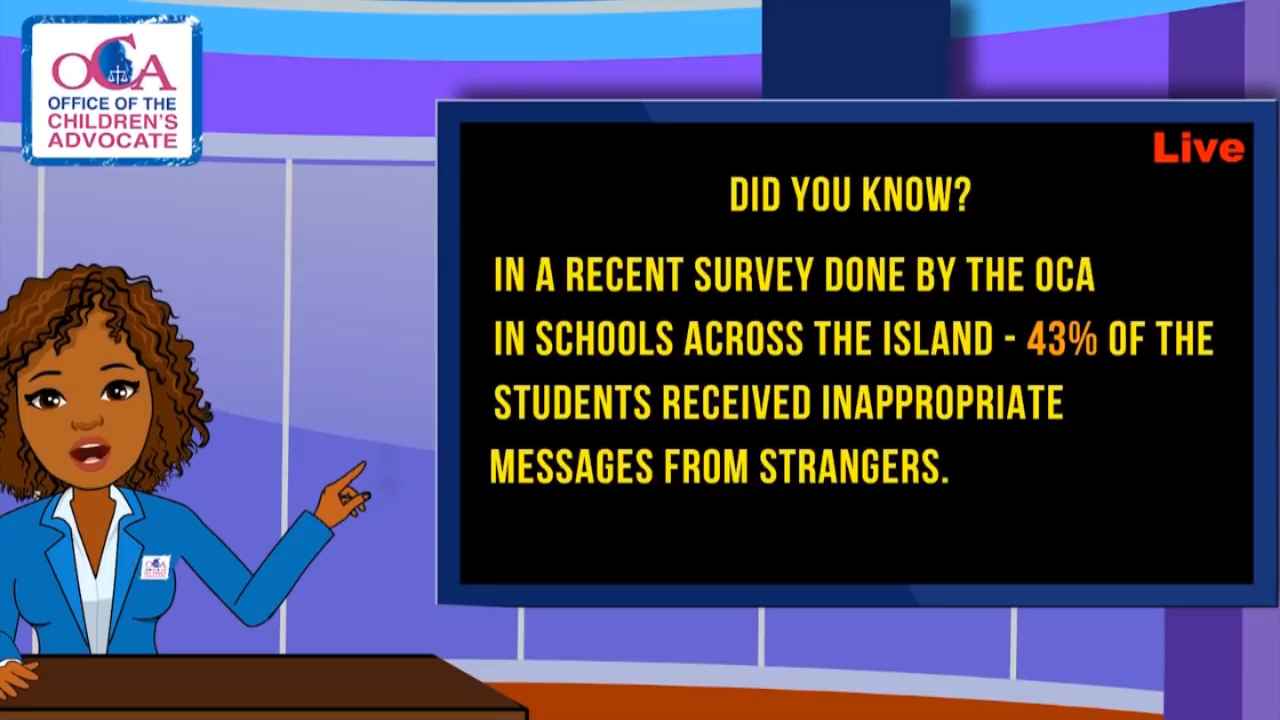 OCA
OFFICE OF THE
CHILDREN'S
ADVOCATE
Live
DID YOU KNOW?
IN A RECENT SURVEY DONE BY THE OCA
IN SCHOOLS ACROSS THE ISLAND - 43% OF THE
STUDENTS RECEIVED INAPPROPRIATE
MESSAGES FROM STRANGERS.
OCA